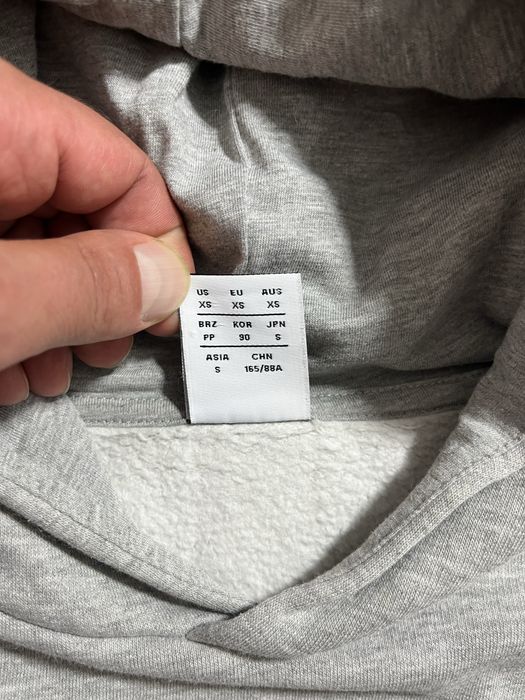 US EU AUS
XS XS XS
BRZ KOR JPN
PP 90 S
ASIA CHN
S 165/88A